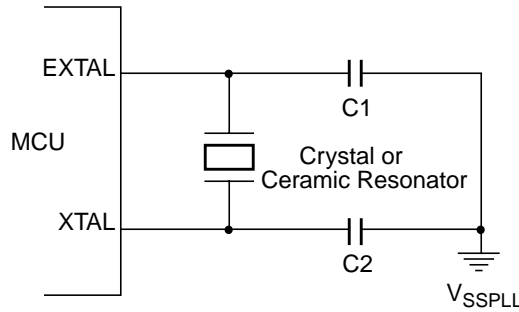 EXTAL
C1
MCU
Crystal or
Ceramic Resonator
XTAL
C2
VSSPLL